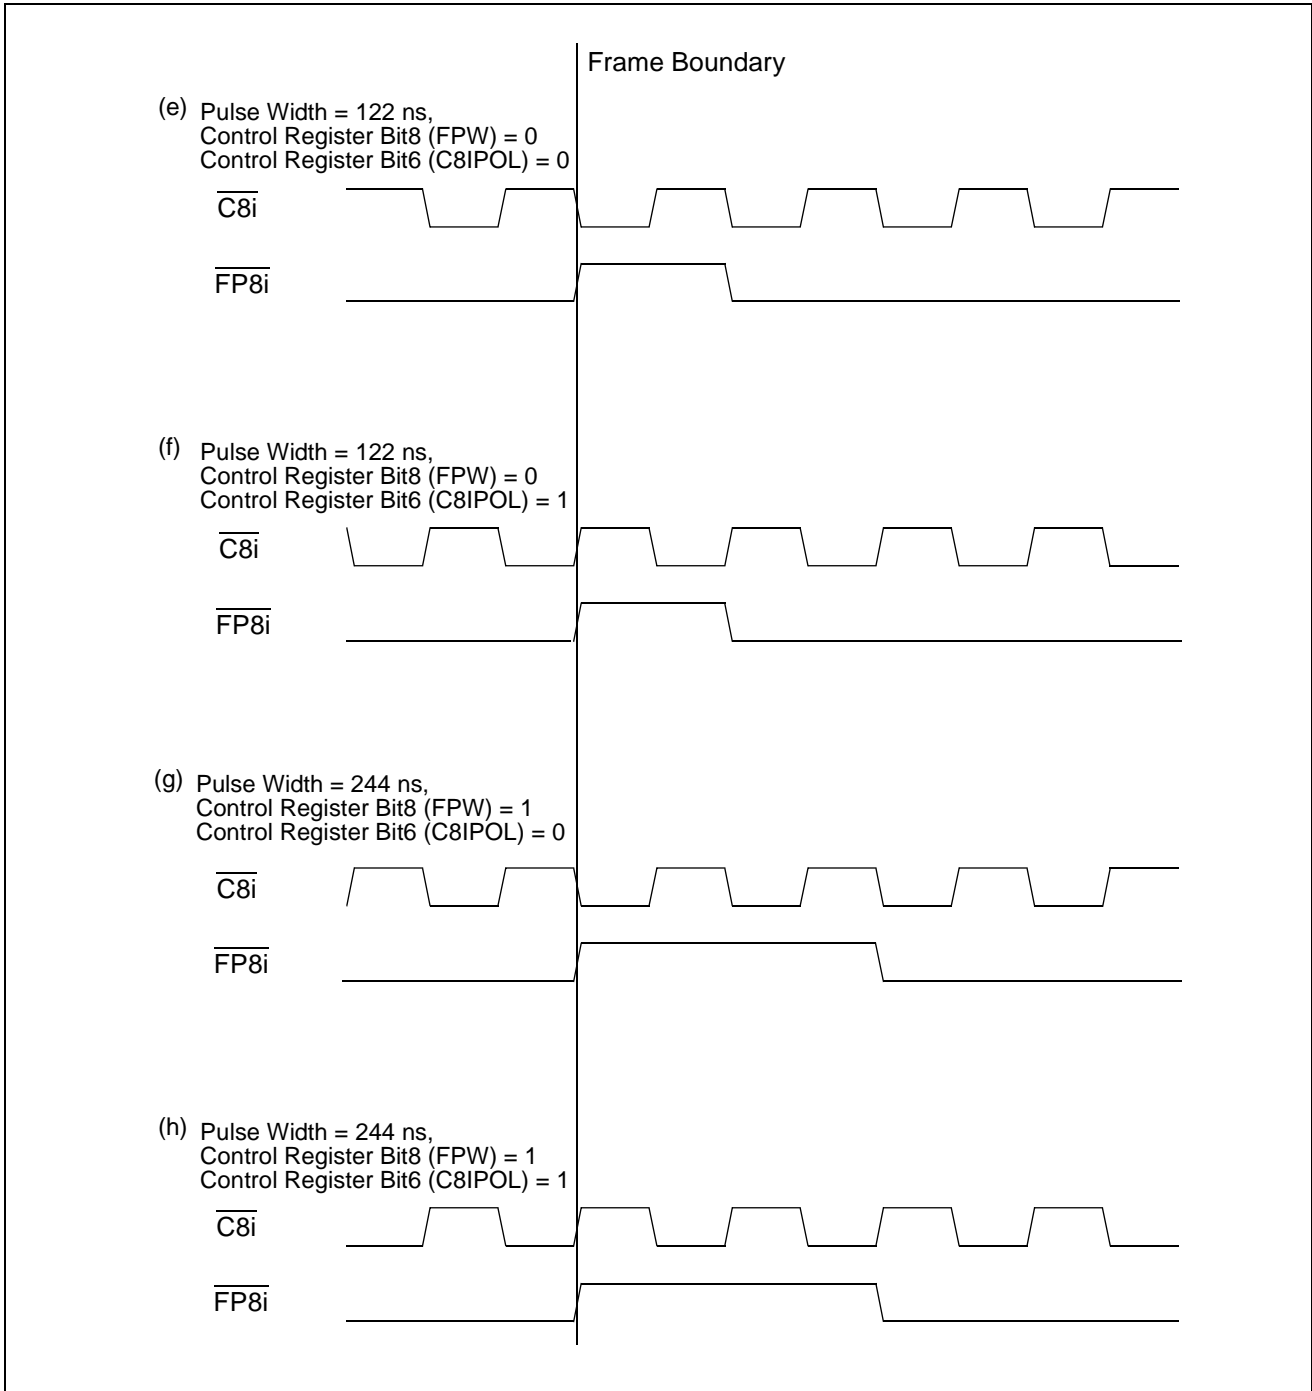 Frame Boundary
(e) Pulse Width = 122 ns,
Control Register Bit8 (FPW) = 0
Control Register Bit6 (C8IPOL) = 0
C8i
FP8i
(f) Pulse Width = 122 ns,
Control Register Bit8 (FPW) = 0
Control Register Bit6 (C8IPOL) = 1
C8i
FP8i
(g) Pulse Width = 244 ns,
Control Register Bit8 (FPW) = 1
Control Register Bit6 (C8IPOL) = 0
C8i
FP8i
(h) Pulse Width = 244 ns,
Control Register Bit8 (FPW) = 1
Control Register Bit6 (C8IPOL) = 1
C8i
FP8i